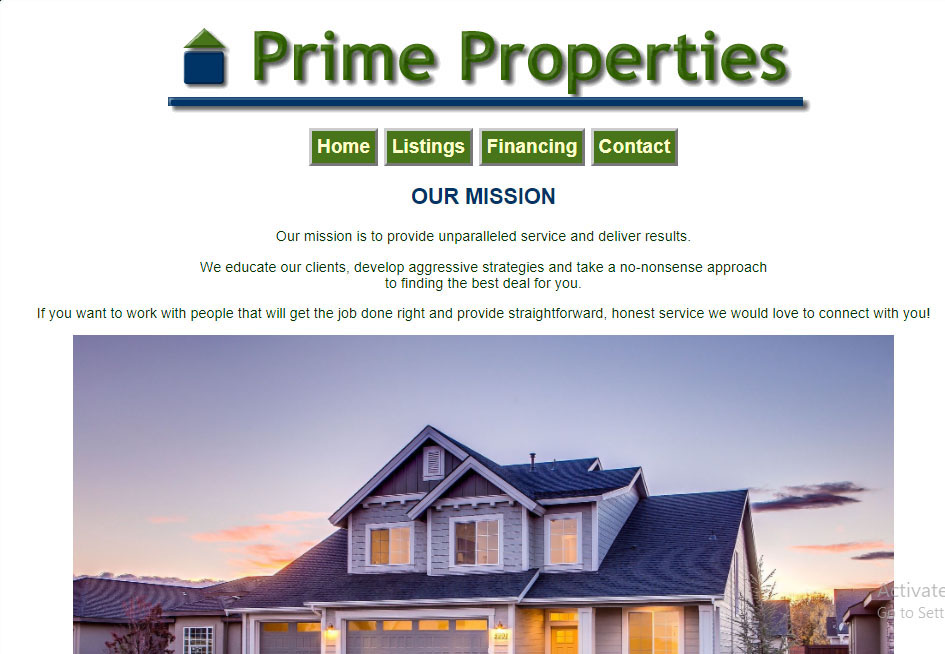 Prime Properties
Home Listings Financing Contact
OUR MISSION
Our mission is to provide unparalleled service and deliver results.
We educate our clients, develop aggressive strategies and take a no-nonsense approach
to finding the best deal for you.
If you want to work with people that will get the job done right and provide straightforward, honest service we would love to connect with you!
Activate
Go to Sett